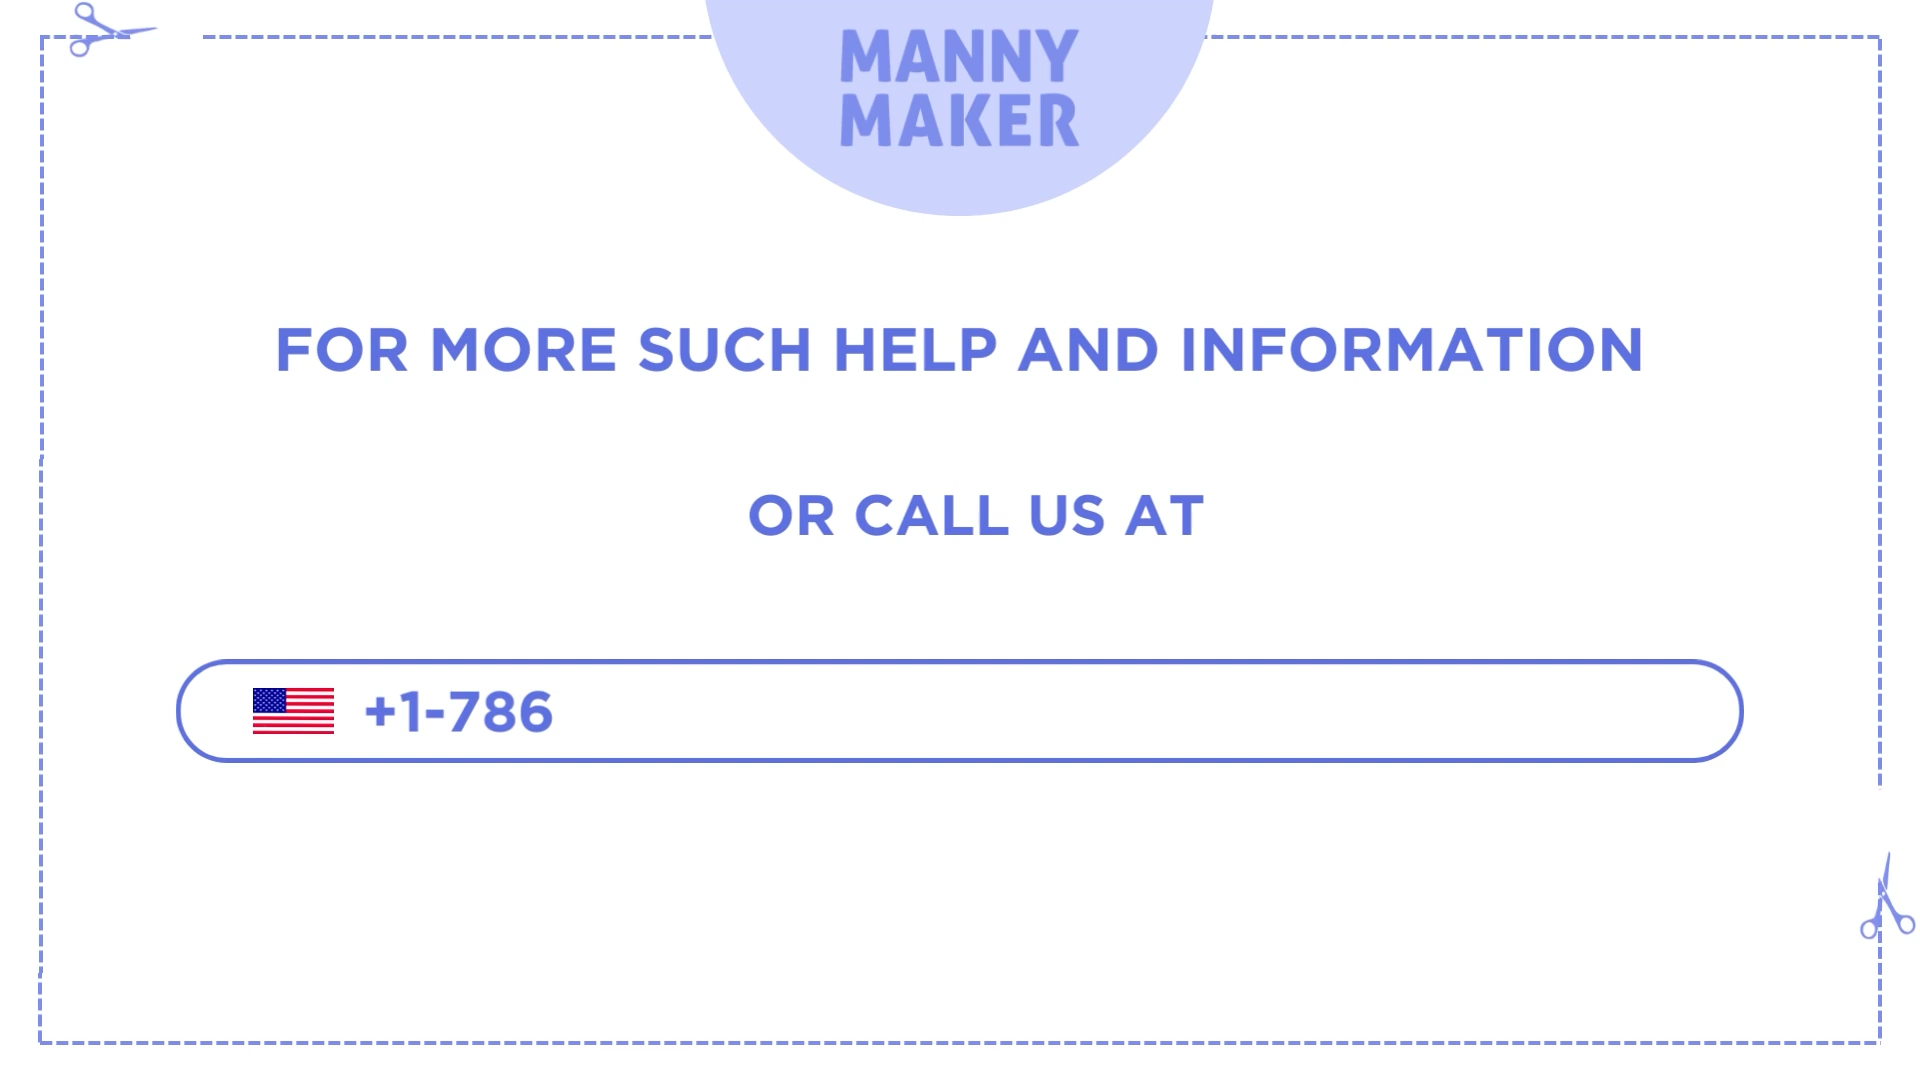 MANNY
MAKER
FOR MORE SUCH HELP AND INFORMATION
OR CALL US AT
+1-786